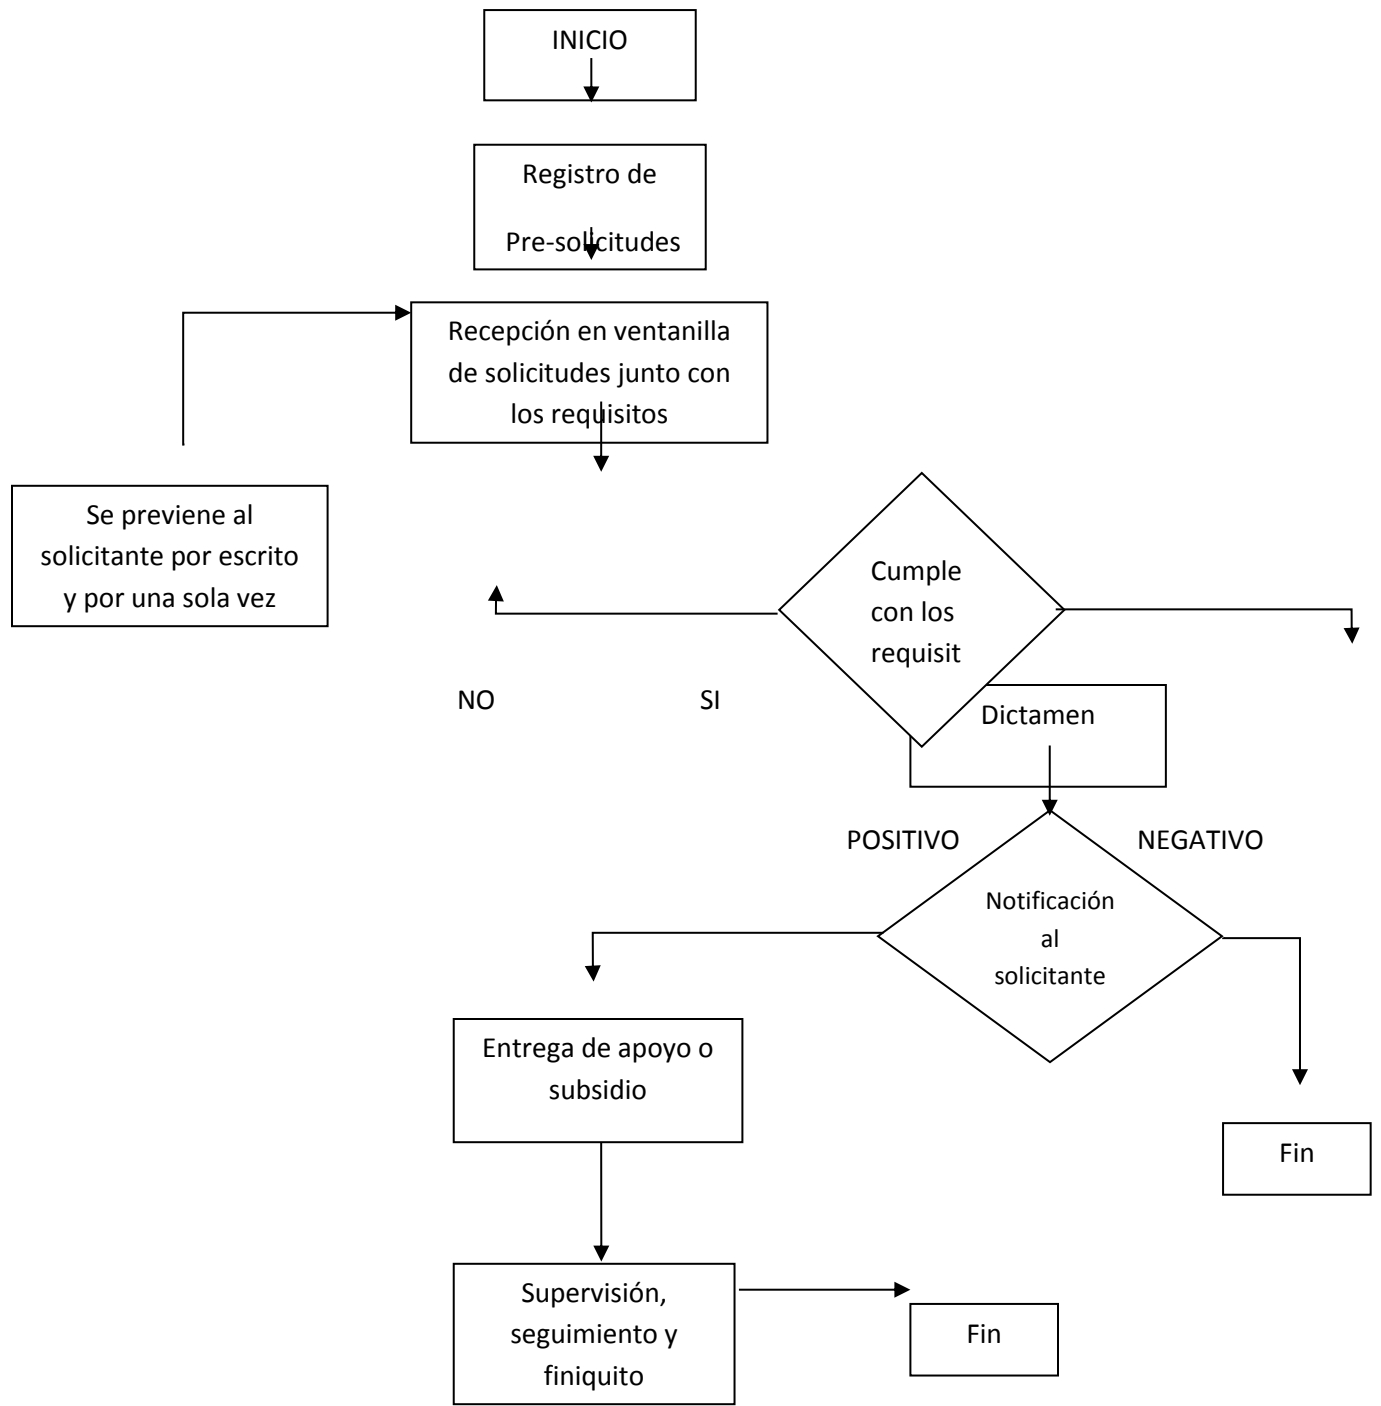 INICIO
Registro de
Pre-solicitudes
Recepción en ventanilla
de solicitudes junto con
los requisitos
Se previene al
solicitante por escrito
y por una sola vez
Cumple
con los
requisit
NO
SI
Dictamen
POSITIVO
NEGATIVO
Notificación
al
solicitante
Entrega de apoyo o
subsidio
Fin
Supervisión,
seguimiento y
finiquito
Fin